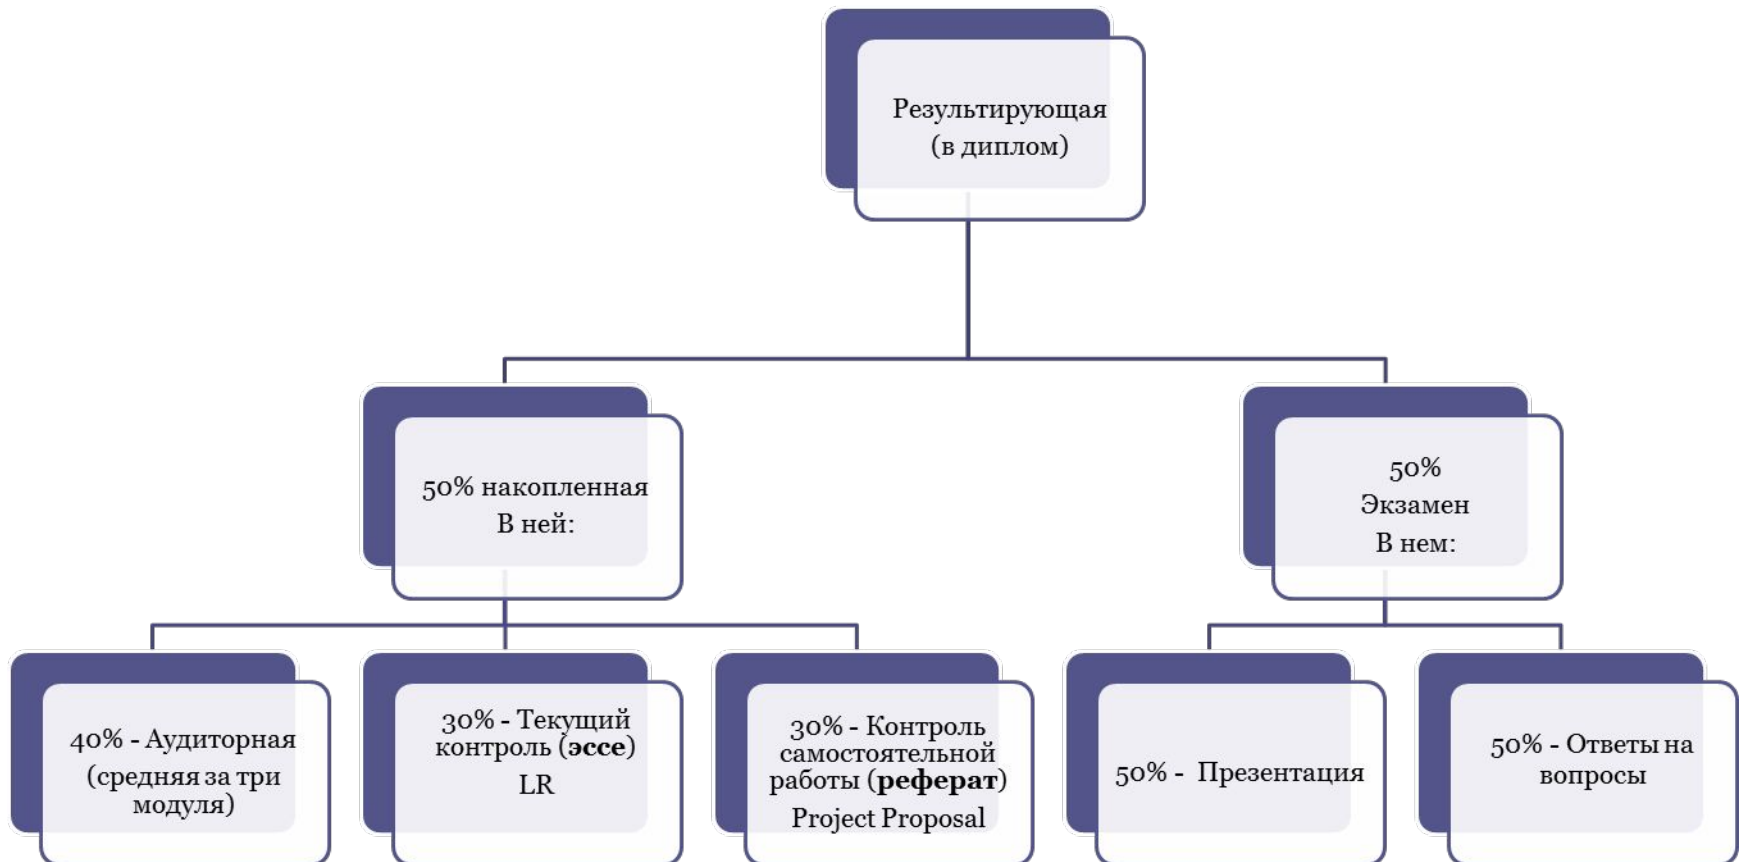 Результирующая
(в диплом)
50% накопленная
В ней:
50%
Экзамен
В нем:
40% - Аудиторная
(средняя за три
модуля)
30% - Текущий
контроль (эссе)
LR
30% - Контроль
самостоятельной
работы (реферат)
Project Proposal
50% - Презентация
50% - Ответы на
вопросы